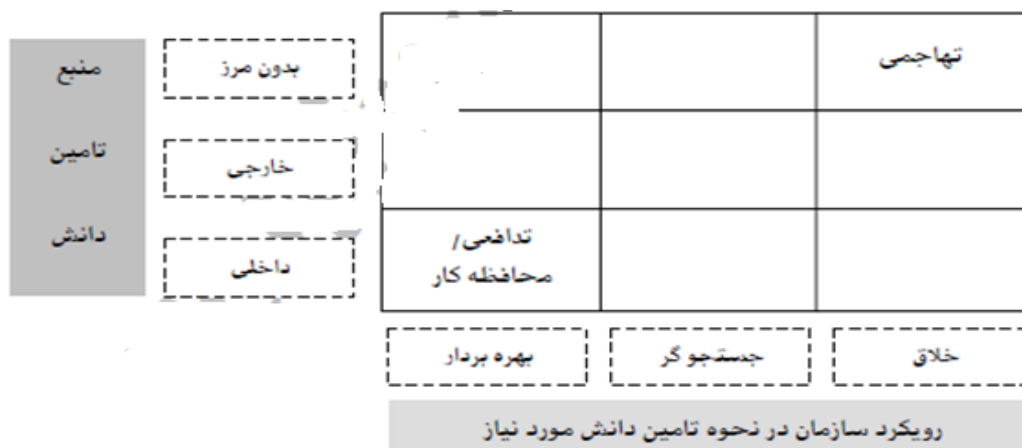 منبع
تامین
دانش
بدون مرز
خارجی
داخلی
تهاجمی
تدافعی/
محافظه کار
بهره بردار
جستجو گر
خلاق
رویکرد سازمان در نحوه تامین دانش مورد نیاز